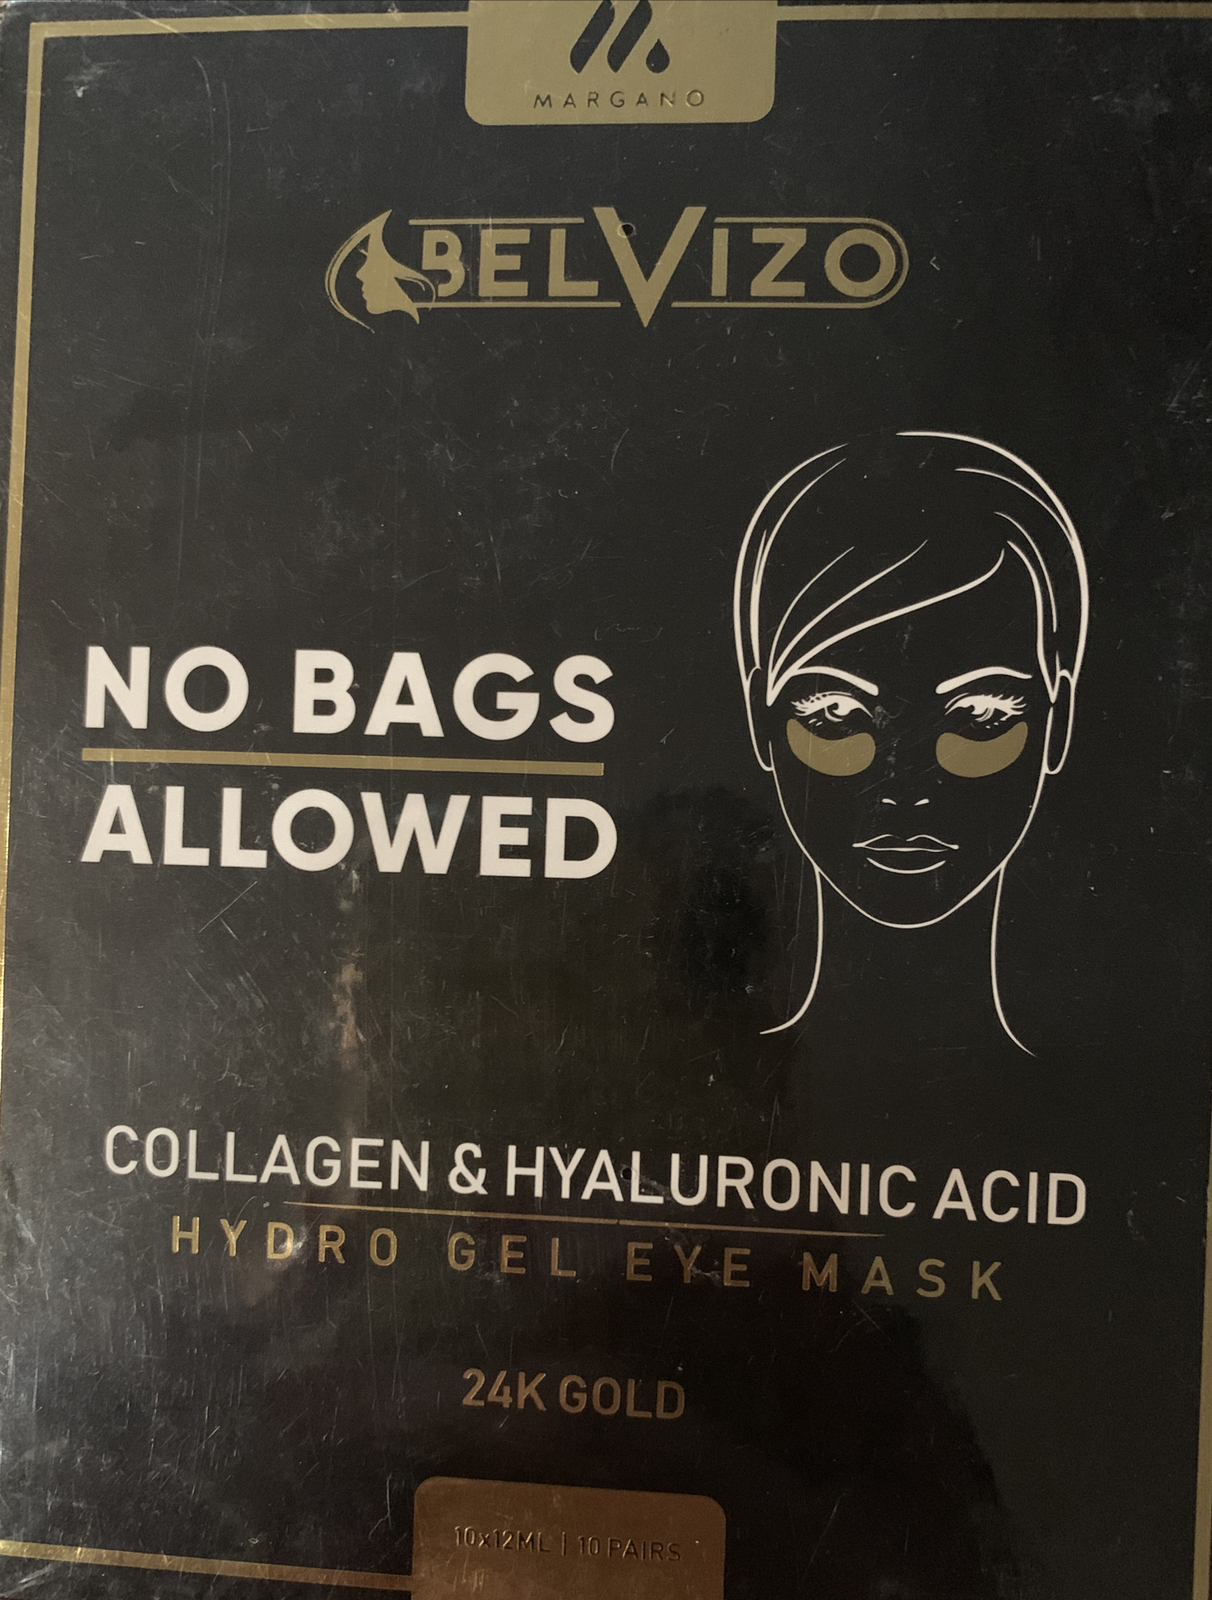 MARGANO
BELVIZO
NO BAGS
ALLOWED
COLLAGEN & HYALURONIC ACID
HYDRO GEL EYE MASK
24K GOLD
10x12ML | 10 PAIRS